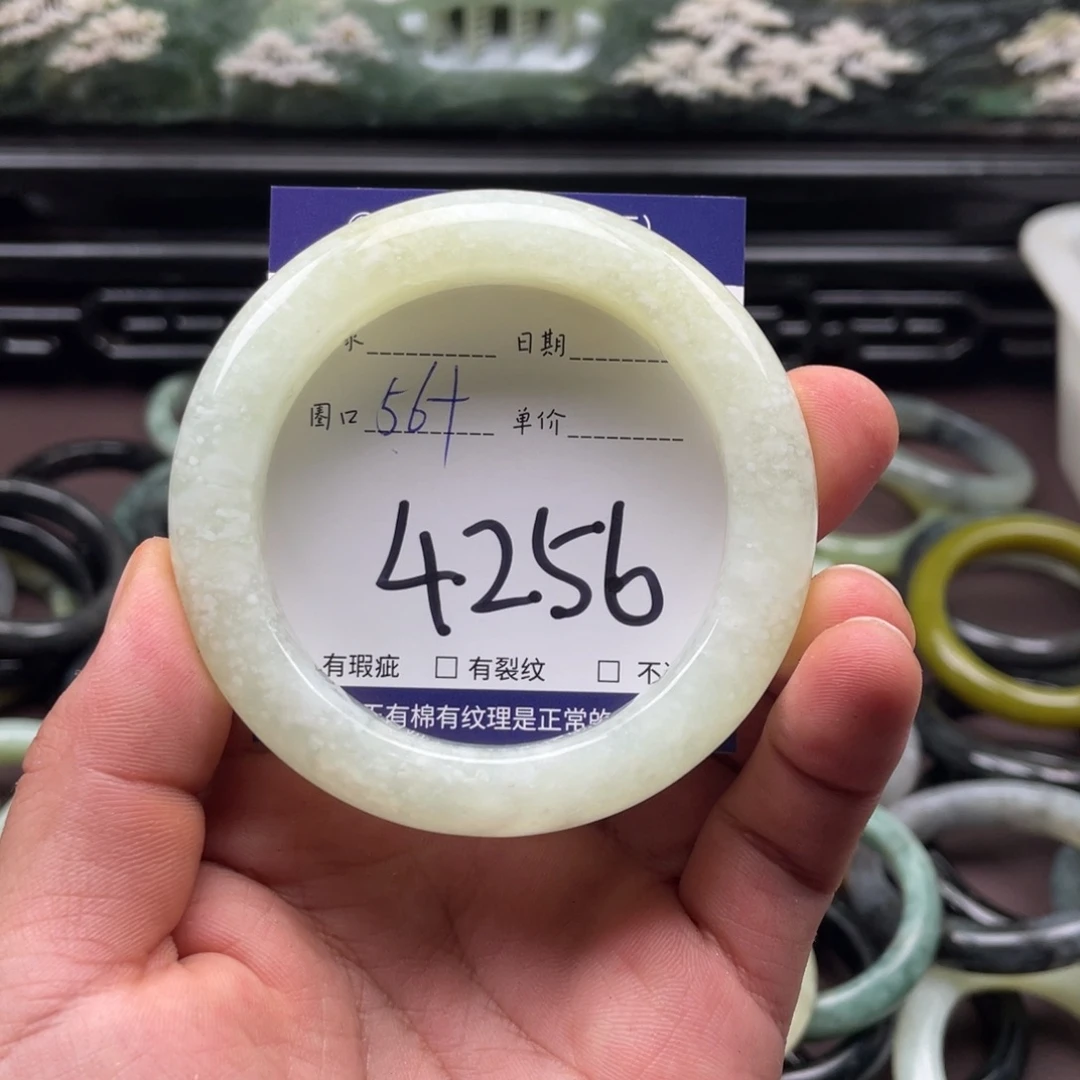 日期
圈口 56+ 单价
4256
有瑕疵 □ 有裂纹 □ 不
有棉有纹理是正常的